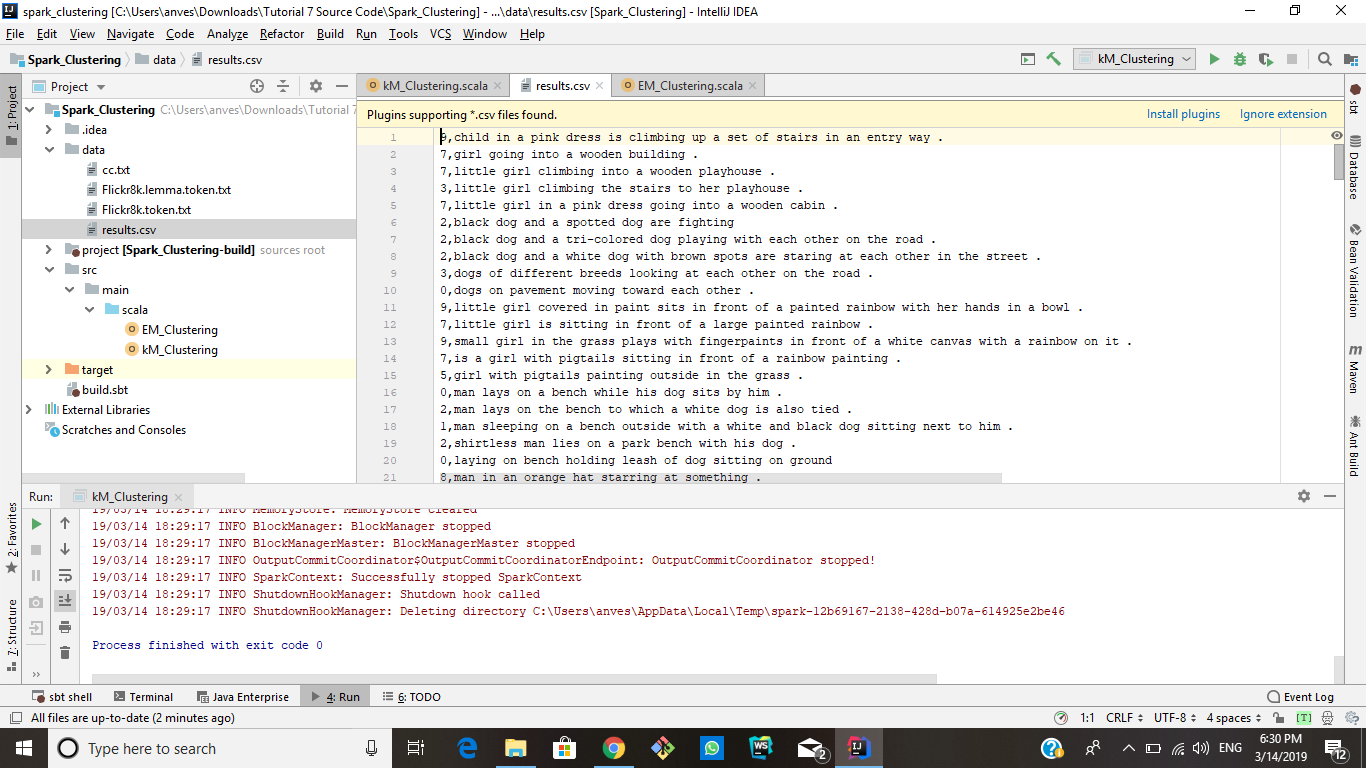 spark_clustering [C:\Users\anves\Downloads\Tutorial 7 Source Code\Spark_Clustering] - ...\data\results.csv [Spark_Clustering] - IntelliJ IDEA
File Edit View Navigate Code Analyze Refactor Build Run Tools VCS Window Help
Spark_Clustering data results.csv kM_Clustering
Project
kM_Clustering.scala results.csv EM_Clustering.scala
Spark_Clustering C:\Users\anves\Downloads\Tutorial 7
.idea
data
cc.txt
Flickr8k.lemma.token.txt
Flickr8k.token.txt
results.csv
project [Spark_Clustering-build] sources root
src
main
scala
EM_Clustering
kM_Clustering
target
build.sbt
External Libraries
Scratches and Consoles
Plugins supporting *.csv files found. Install plugins Ignore extension
1 9,child in a pink dress is climbing up a set of stairs in an entry way .
2 7,girl going into a wooden building .
3 7,little girl climbing into a wooden playhouse .
4 3,little girl climbing the stairs to her playhouse .
5 7,little girl in a pink dress going into a wooden cabin .
6 2,black dog and a spotted dog are fighting
7 2,black dog and a tri-colored dog playing with each other on the road .
8 2,black dog and a white dog with brown spots are staring at each other in the street .
9 3,dogs of different breeds looking at each other on the road .
10 0,dogs on pavement moving toward each other .
11 9,little girl covered in paint sits in front of a painted rainbow with her hands in a bowl .
12 7,little girl is sitting in front of a large painted rainbow .
13 9,small girl in the grass plays with fingerpaints in front of a white canvas with a rainbow on it .
14 7,is a girl with pigtails sitting in front of a rainbow painting .
15 5,girl with pigtails painting outside in the grass .
16 0,man lays on a bench while his dog sits by him .
17 2,man lays on the bench to which a white dog is also tied .
18 1,man sleeping on a bench outside with a white and black dog sitting next to him .
19 2,shirtless man lies on a park bench with his dog .
20 0,laying on bench holding leash of dog sitting on ground
21 8,man in an orange hat starring at something .
1: Project
2: Favorites
7: Structure
sbt
Database
Bean Validation
Maven
Ant Build
Run: kM_Clustering
19/03/14 18:29:17 INFO MemoryStore: MemoryStore cleared
19/03/14 18:29:17 INFO BlockManager: BlockManager stopped
19/03/14 18:29:17 INFO BlockManagerMaster: BlockManagerMaster stopped
19/03/14 18:29:17 INFO OutputCommitCoordinator$OutputCommitCoordinatorEndpoint: OutputCommitCoordinator stopped!
19/03/14 18:29:17 INFO SparkContext: Successfully stopped SparkContext
19/03/14 18:29:17 INFO ShutdownHookManager: Shutdown hook called
19/03/14 18:29:17 INFO ShutdownHookManager: Deleting directory C:\Users\anves\AppData\Local\Temp\spark-12b69167-2138-428d-b07a-614925e2be46
Process finished with exit code 0
sbt shell Terminal Java Enterprise 4: Run 6: TODO Event Log
All files are up-to-date (2 minutes ago) 1:1 CRLF UTF-8 4 spaces [T]
Type here to search WS 2 IJ ENG 6:30 PM
3/14/2019 12